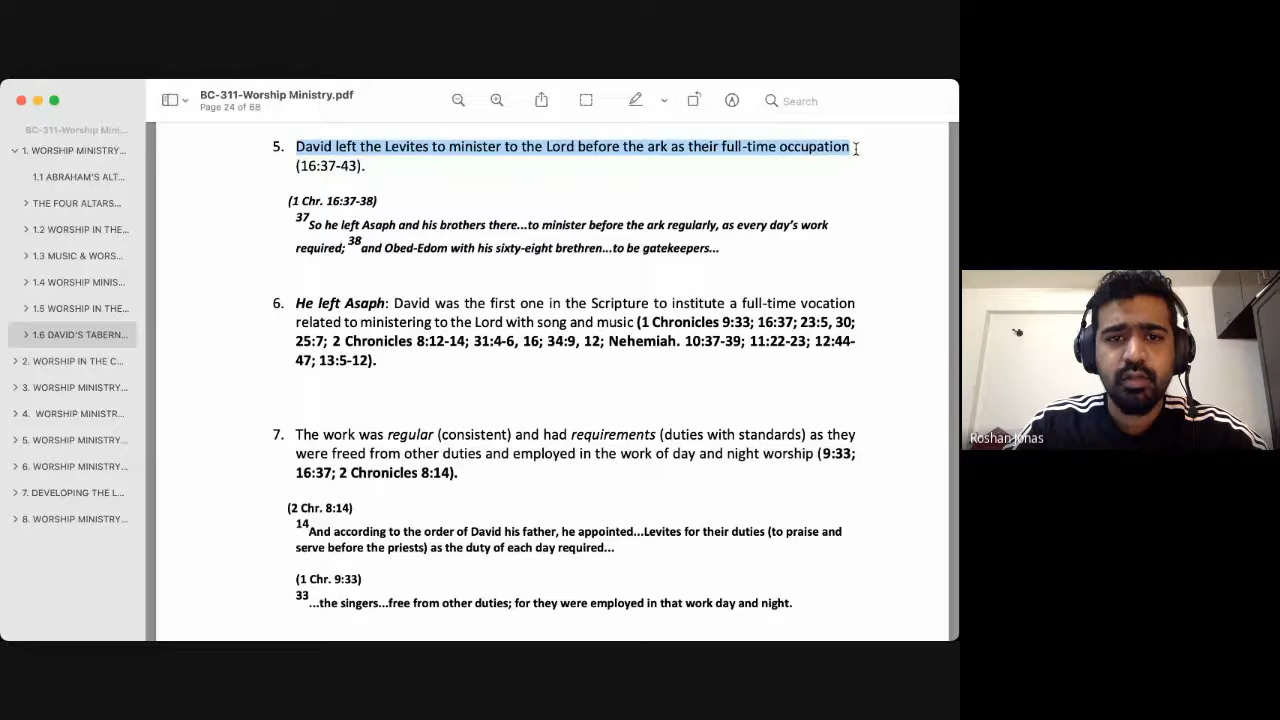 BC-311-Worship Ministry.pdf
Page 24 of 68
Search
BC-311-Worship Mini...
1. WORSHIP MINISTRY...
1.1 ABRAHAM'S ALT...
THE FOUR ALTARS...
1.2 WORSHIP IN THE...
1.3 MUSIC & WORS...
1.4 WORSHIP MINIS...
1.5 WORSHIP IN THE...
1.6 DAVID'S TABERN...
2. WORSHIP IN THE C...
3. WORSHIP MINISTRY...
4. WORSHIP MINISTR...
5. WORSHIP MINISTRY...
6. WORSHIP MINISTRY...
7. DEVELOPING THE L...
8. WORSHIP MINISTRY...
5. David left the Levites to minister to the Lord before the ark as their full-time occupation
(16:37-43).
(1 Chr. 16:37-38)
37So he left Asaph and his brothers there...to minister before the ark regularly, as every day's work
required; 38and Obed-Edom with his sixty-eight brethren...to be gatekeepers...
6. He left Asaph: David was the first one in the Scripture to institute a full-time vocation
related to ministering to the Lord with song and music (1 Chronicles 9:33; 16:37; 23:5, 30;
25:7; 2 Chronicles 8:12-14; 31:4-6, 16; 34:9, 12; Nehemiah. 10:37-39; 11:22-23; 12:44-
47; 13:5-12).
7. The work was regular (consistent) and had requirements (duties with standards) as they
were freed from other duties and employed in the work of day and night worship (9:33;
16:37; 2 Chronicles 8:14).
(2 Chr. 8:14)
14And according to the order of David his father, he appointed...Levites for their duties (to praise and
serve before the priests) as the duty of each day required...
(1 Chr. 9:33)
33...the singers...free from other duties; for they were employed in that work day and night.
Roshan Jonas